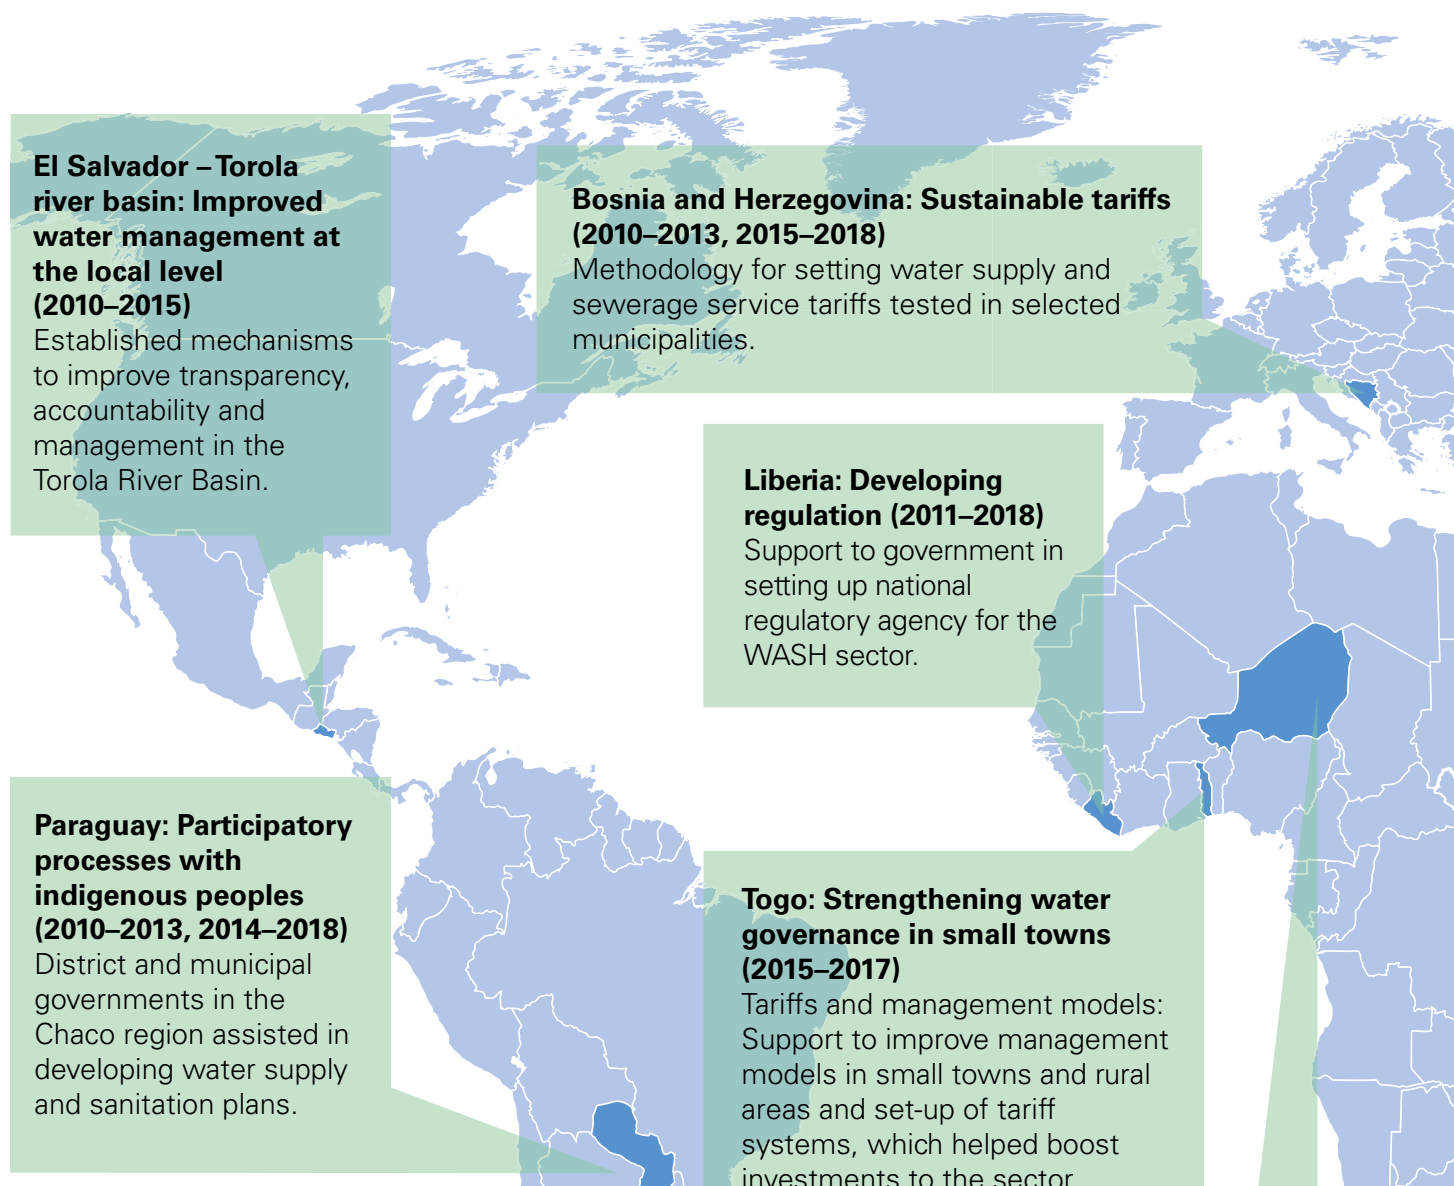 El Salvador – Torola
river basin: Improved
water management at
the local level
(2010–2015)
Established mechanisms
to improve transparency,
accountability and
management in the
Torola River Basin.
Bosnia and Herzegovina: Sustainable tariffs
(2010–2013, 2015–2018)
Methodology for setting water supply and
sewerage service tariffs tested in selected
municipalities.
Liberia: Developing
regulation (2011–2018)
Support to government in
setting up national
regulatory agency for the
WASH sector.
Paraguay: Participatory
processes with
indigenous peoples
(2010–2013, 2014–2018)
District and municipal
governments in the
Chaco region assisted in
developing water supply
and sanitation plans.
Togo: Strengthening water
governance in small towns
(2015–2017)
Tariffs and management models:
Support to improve management
models in small towns and rural
areas and set-up of tariff
systems, which helped boost
investments to the sector